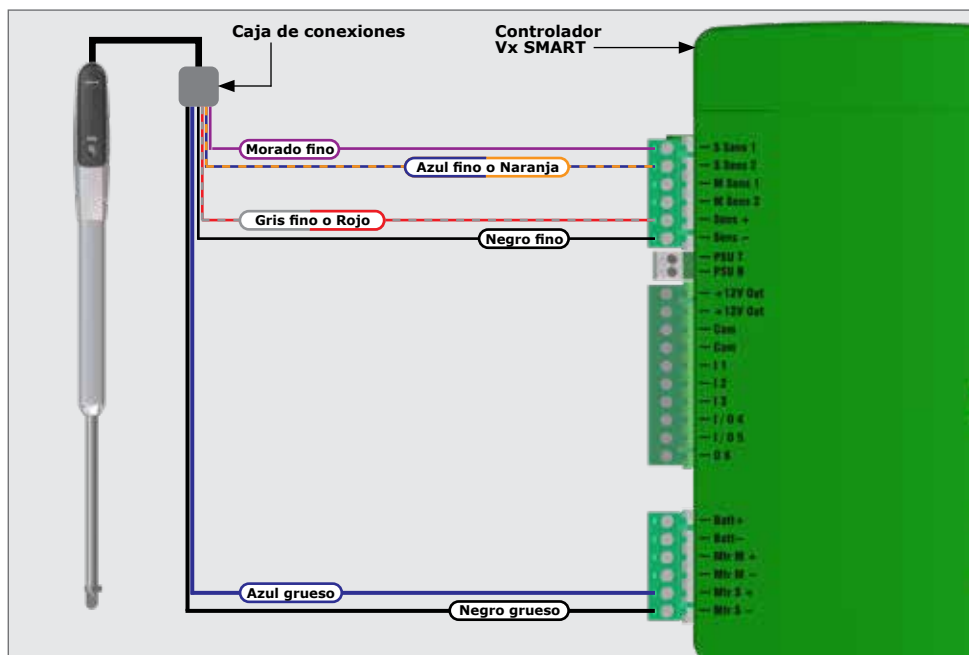 Caja de conexiones
Controlador
Vx SMART
Morado fino
Azul fino o Naranja
Gris fino o Rojo
Negro fino
S Sens 1
S Sens 2
M Sens 1
M Sens 2
Sens +
Sens –
PSU T
PSU N
+12V Out
+12V Out
Com
Com
I 1
I 2
I 3
I / O 4
I / O 5
O 6
Batt+
Batt–
Mtr M +
Mtr M –
Mtr S +
Mtr S –
Azul grueso
Negro grueso